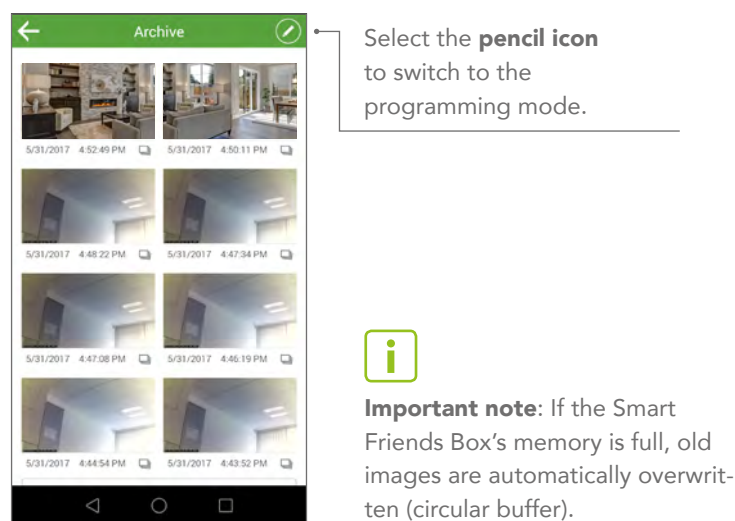 Archive
5/31/2017 4:52:49 PM 5/31/2017 4:50:11 PM
5/31/2017 4:48:22 PM 5/31/2017 4:47:34 PM
5/31/2017 4:47:08 PM 5/31/2017 4:46:19 PM
5/31/2017 4:44:54 PM 5/31/2017 4:43:52 PM
Select the pencil icon
to switch to the
programming mode.
i
Important note: If the Smart
Friends Box’s memory is full, old
images are automatically overwrit-
ten (circular buffer).